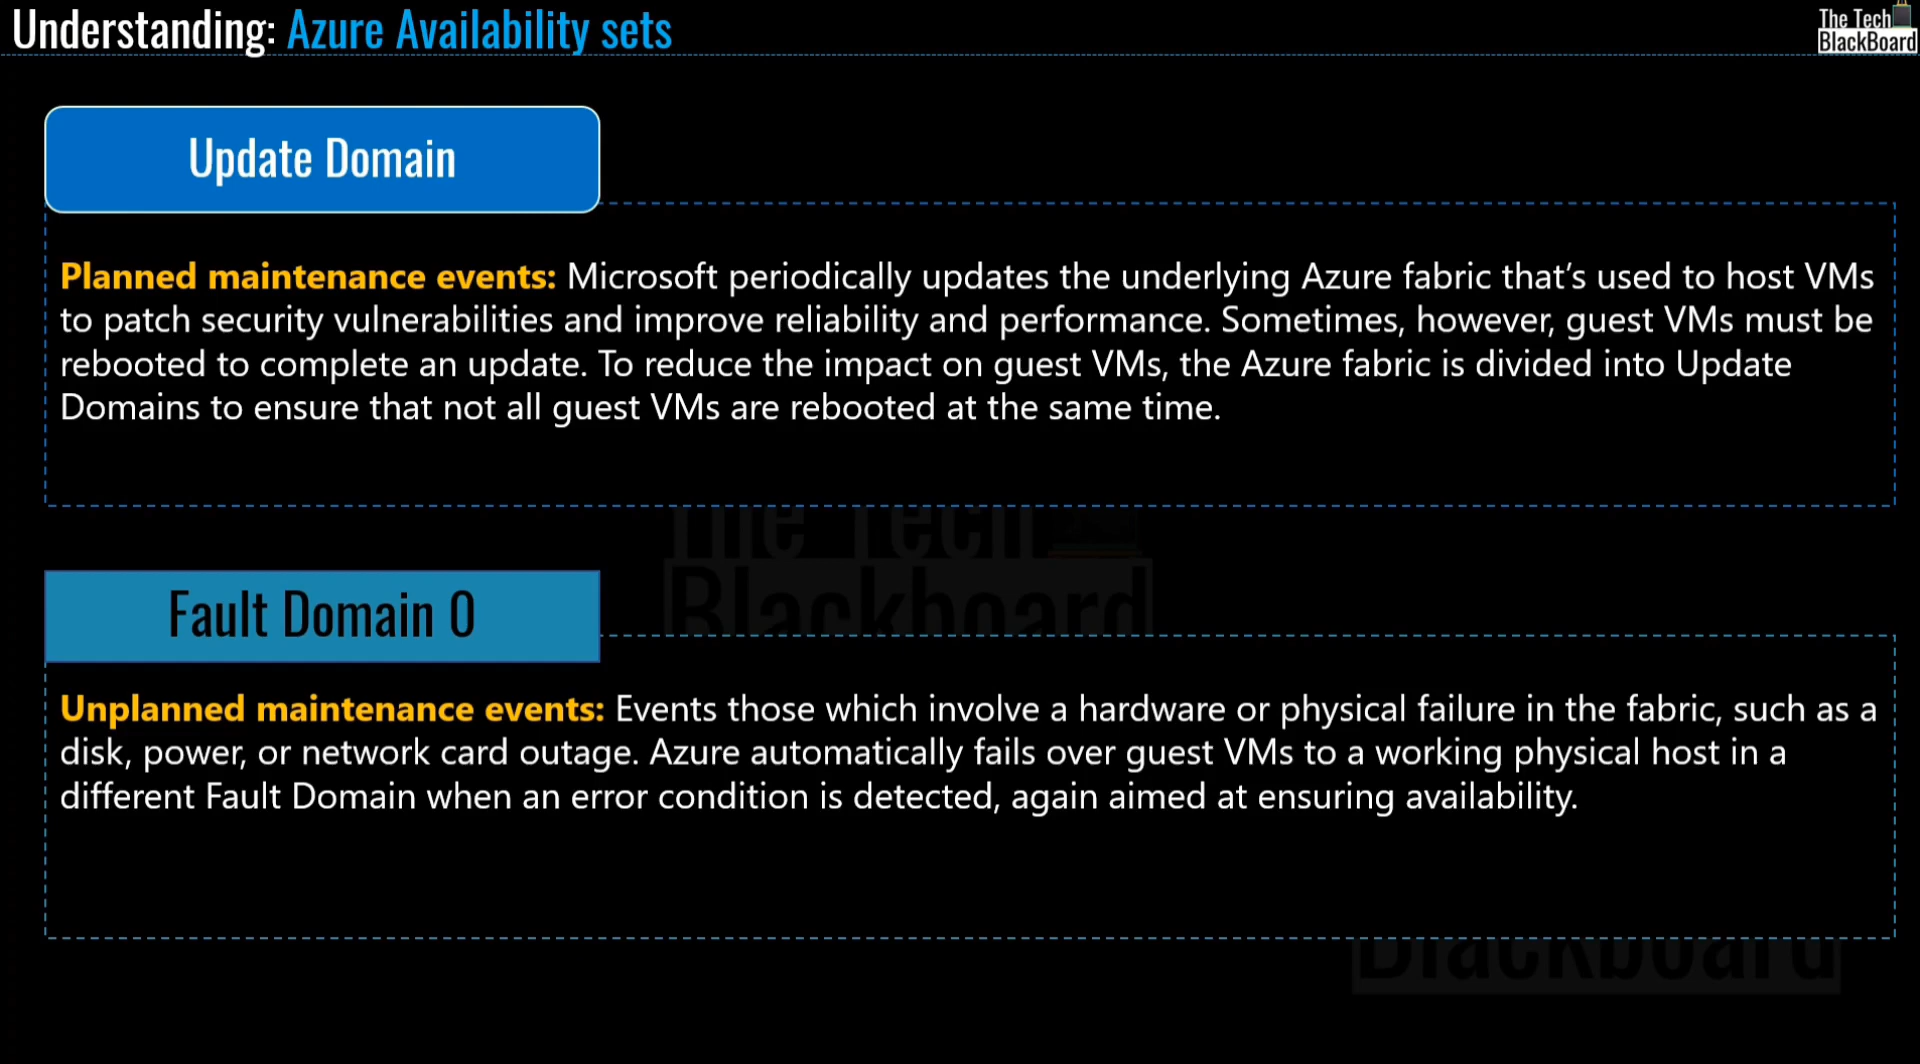 Understanding: Azure Availability sets
The Tech
BlackBoard
Update Domain
Planned maintenance events: Microsoft periodically updates the underlying Azure fabric that’s used to host VMs
to patch security vulnerabilities and improve reliability and performance. Sometimes, however, guest VMs must be
rebooted to complete an update. To reduce the impact on guest VMs, the Azure fabric is divided into Update
Domains to ensure that not all guest VMs are rebooted at the same time.
The Tech
Blackboard
Fault Domain 0
Unplanned maintenance events: Events those which involve a hardware or physical failure in the fabric, such as a
disk, power, or network card outage. Azure automatically fails over guest VMs to a working physical host in a
different Fault Domain when an error condition is detected, again aimed at ensuring availability.
Blackboard